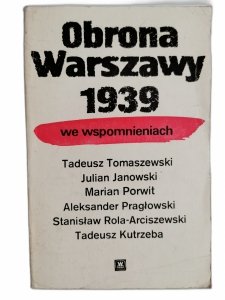 Obrona
Warszawy
1939
we wspomnieniach
Tadeusz Tomaszewski
Julian Janowski
Marian Porwit
Aleksander Pragłowski
Stanisław Rola-Arciszewski
Tadeusz Kutrzeba